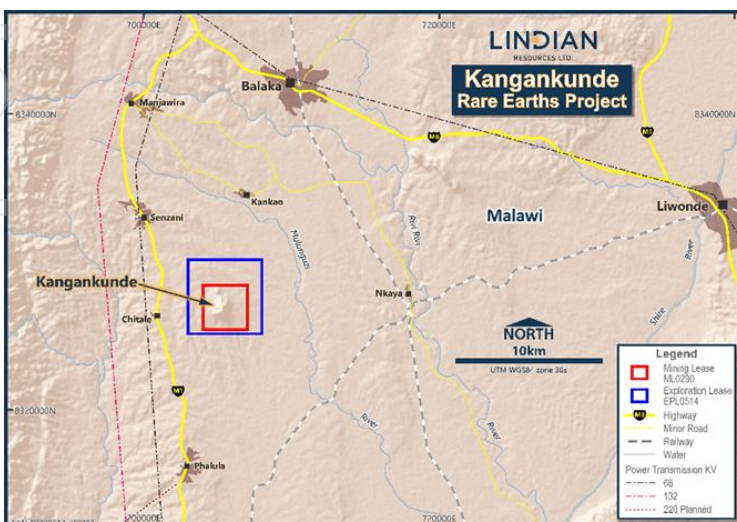 700000E
720000E
LINDIAN
RESOURCES LTD.
Kangankunde
Rare Earths Project
Balaka
Manjawira
8340000N
8340000N
M8
M3
Kankao
Liwonde
Malawi
Senzani
Rivi Rivi
Mulunguzi
River
Shire
Kangankunde
Nkaya
Chitale
NORTH
10km
UTM WGS84 zone 36s
M1
8320000N
River
River
Phalula
700000E
720000E
Legend
Mining Lease
ML0290
Exploration Lease
EPL0514
M3 Highway
Minor Road
Railway
Water
Power Transmission KV
66
132
220 Planned